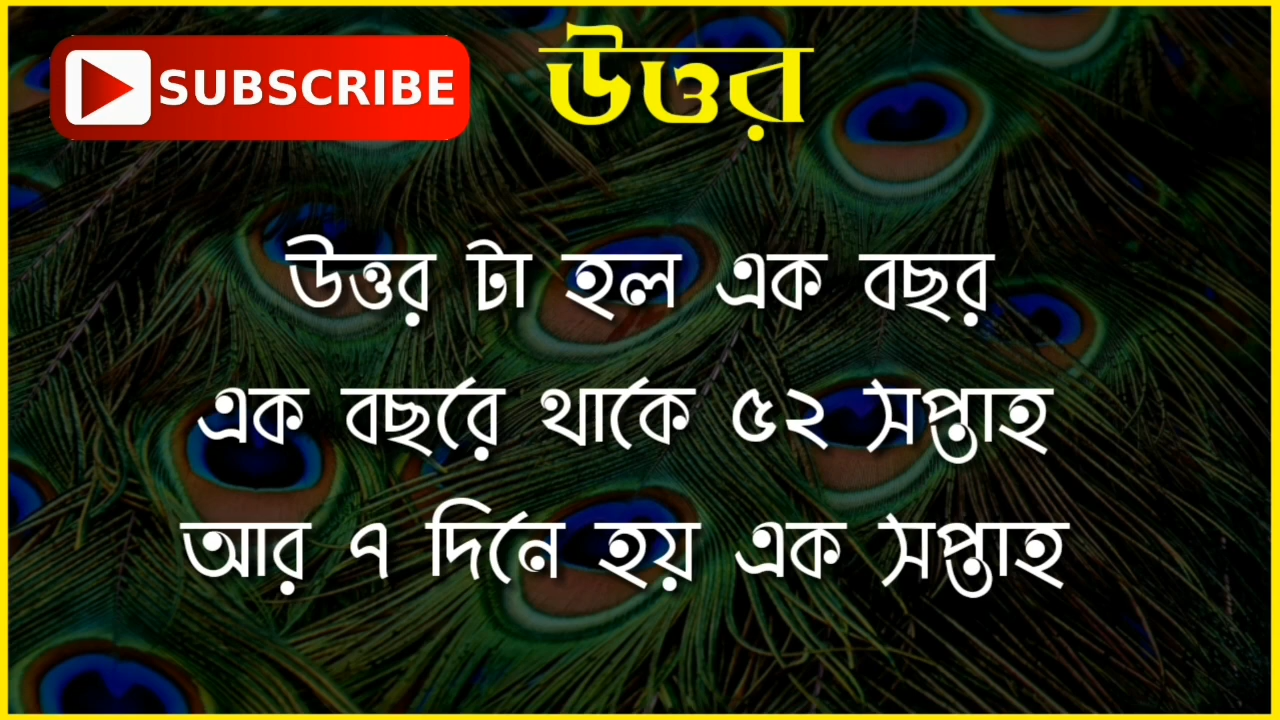 SUBSCRIBE
উত্তর
উত্তর টা হল এক বছর
এক বছরে থাকে ৫২ সপ্তাহ
আর ৭ দিনে হয় এক সপ্তাহ